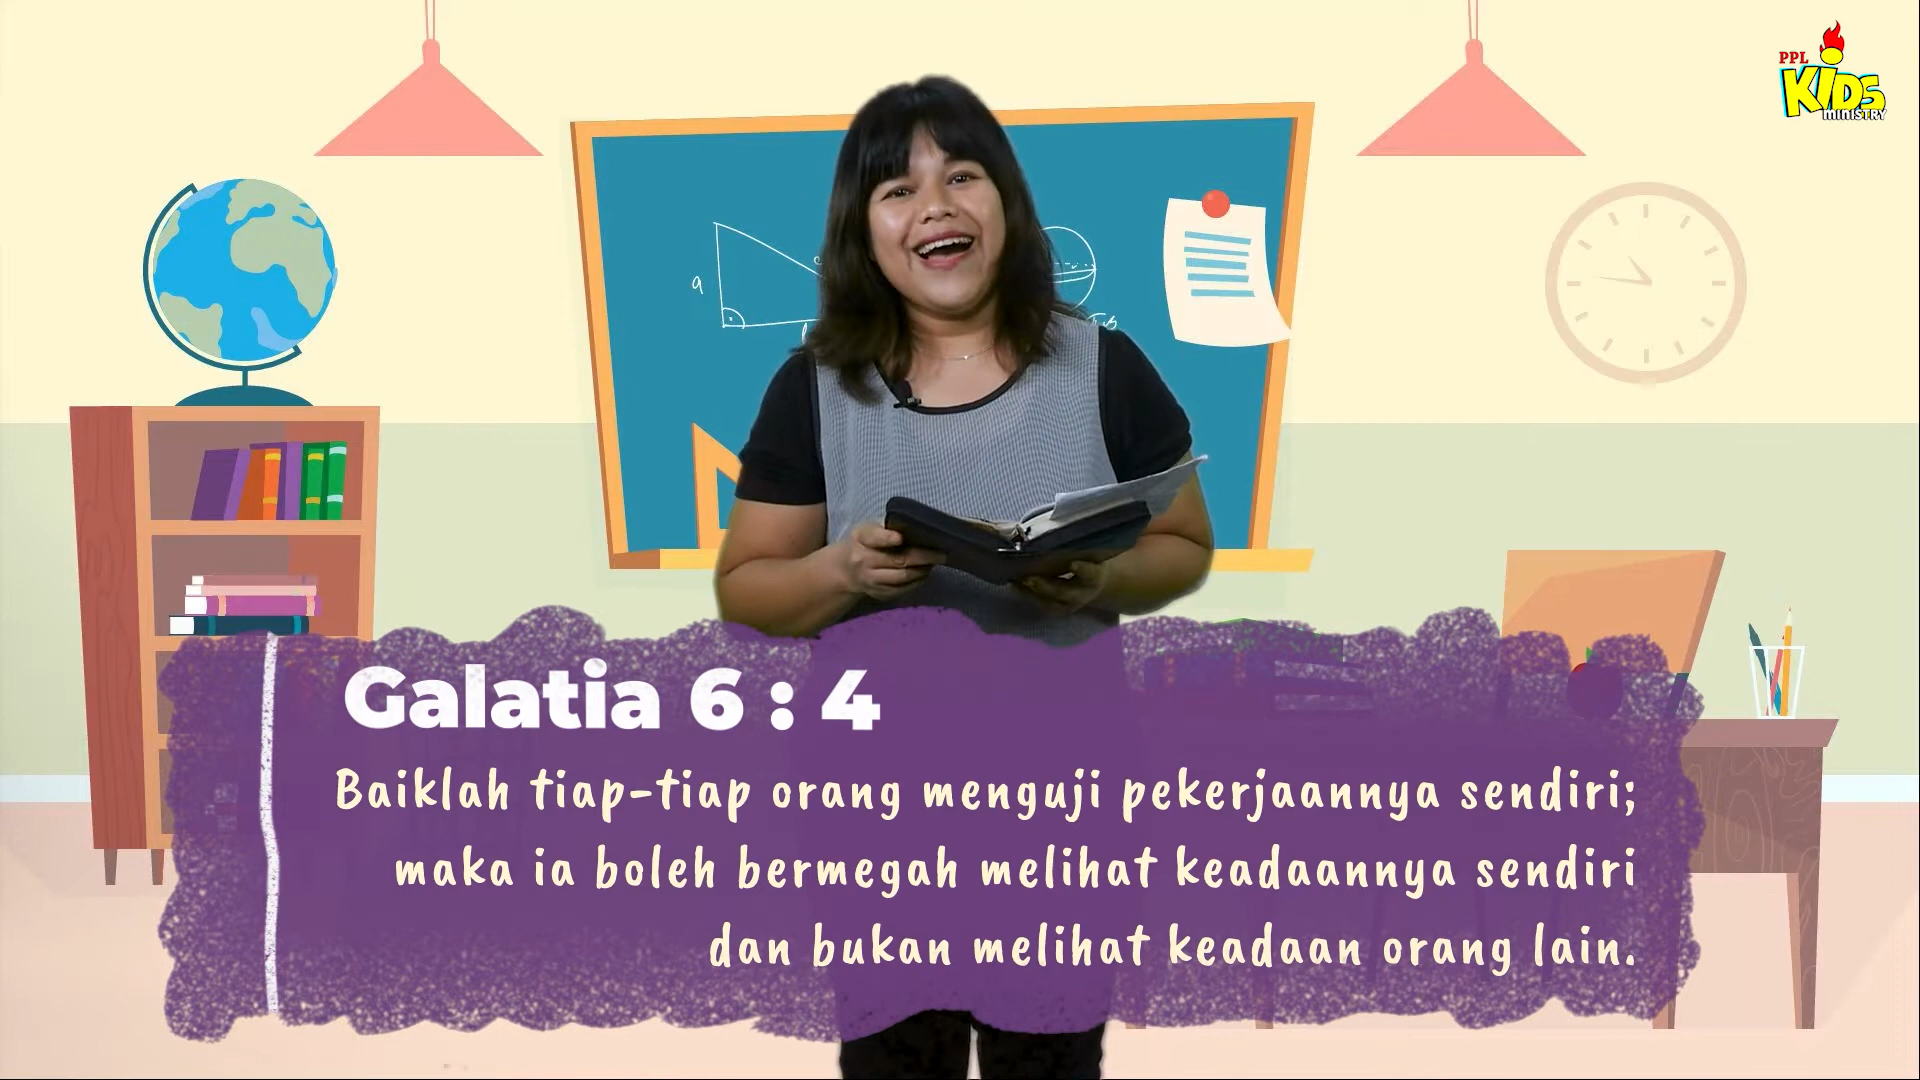 PPL
KIDS
MINISTRY
a
Galatia 6 : 4
Baiklah tiap-tiap orang menguji pekerjaannya sendiri;
maka ia boleh bermegah melihat keadaannya sendiri
dan bukan melihat keadaan orang lain.